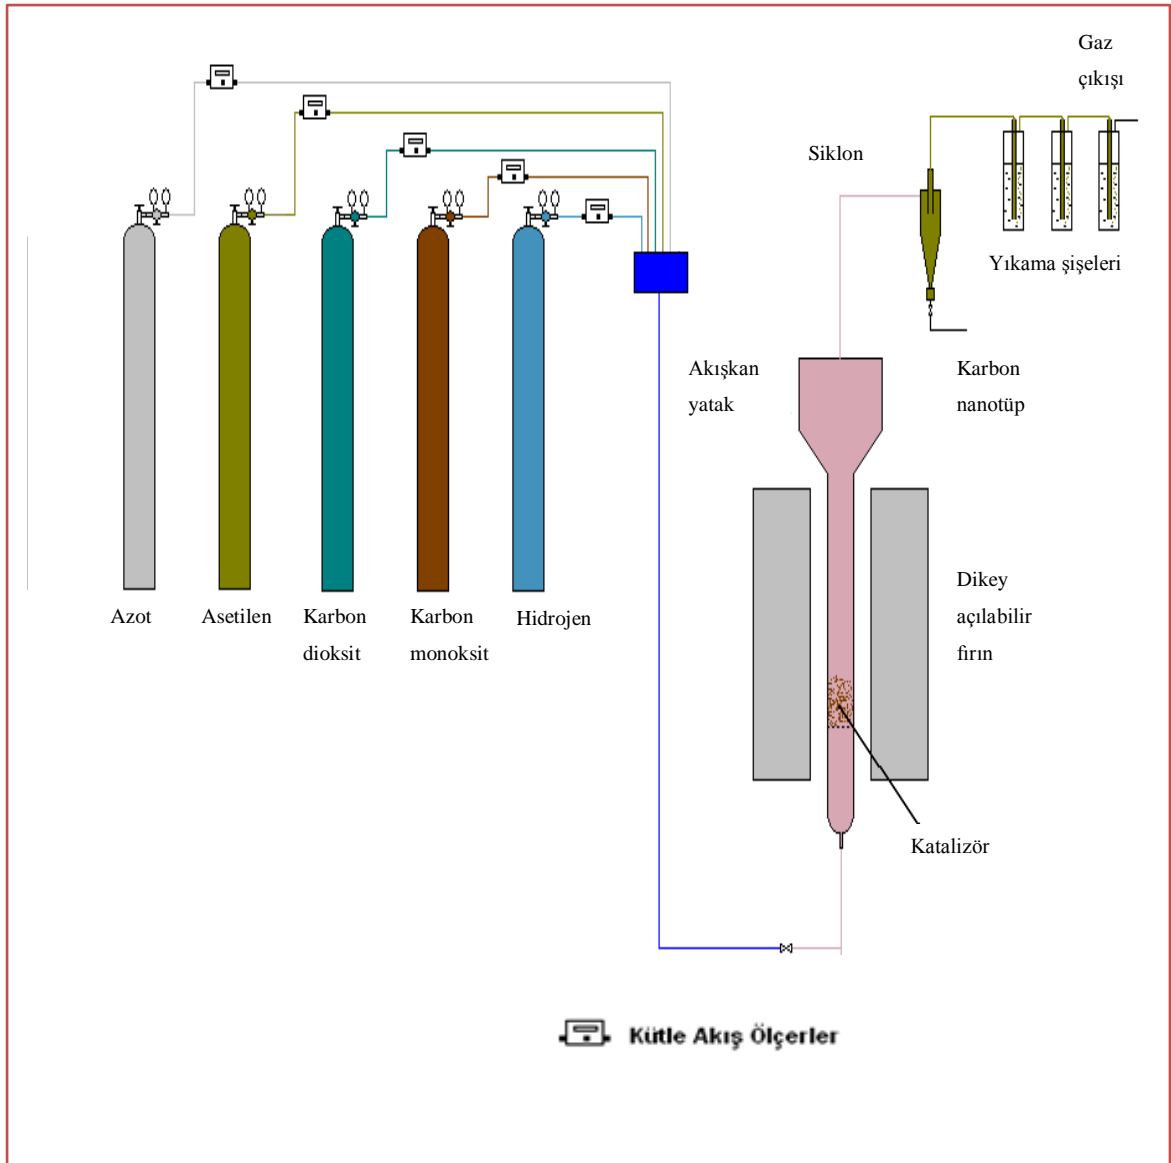 Gaz
çıkışı
Siklon
Yıkama şişeleri
Akışkan
yatak
Karbon
nanotüp
Azot
Asetilen
Karbon
dioksit
Karbon
monoksit
Hidrojen
Dikey
açılabilir
fırın
Katalizör
Kütle Akış Ölçerler